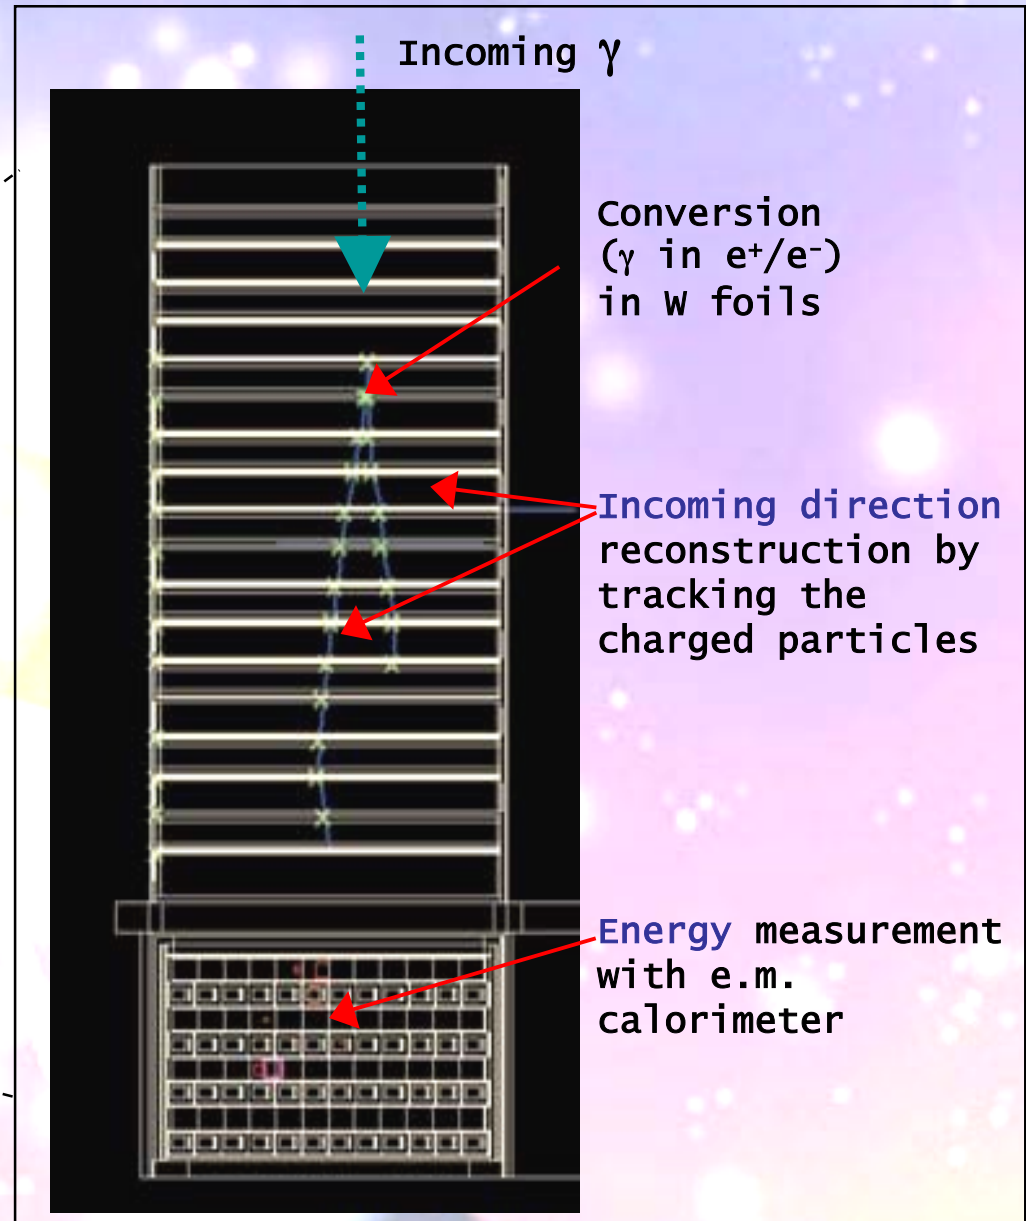 Incoming γ
Conversion
(γ in e⁺/e⁻)
in W foils
Incoming direction
reconstruction by
tracking the
charged particles
Energy measurement
with e.m.
calorimeter